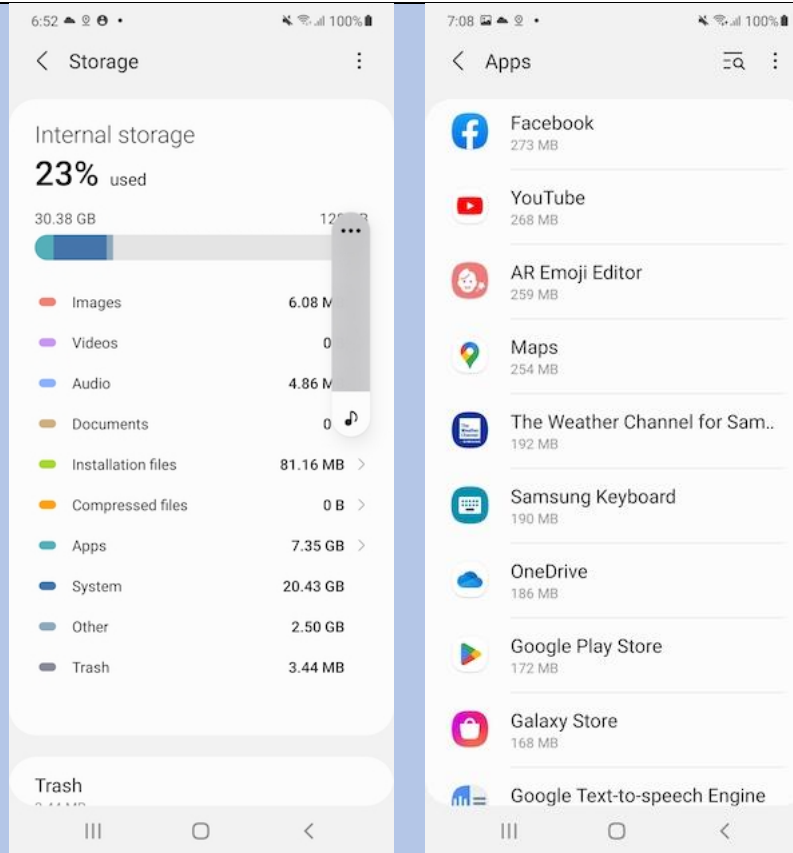 6:52 100%
Storage
Internal storage
23% used
30.38 GB
Images 6.08
Videos 0
Audio 4.86
Documents 0
Installation files 81.16 MB
Compressed files 0 B
Apps 7.35 GB
System 20.43 GB
Other 2.50 GB
Trash 3.44 MB
Trash
7:08 100%
Apps
Facebook
273 MB
YouTube
268 MB
AR Emoji Editor
259 MB
Maps
254 MB
The Weather Channel for Sam..
192 MB
Samsung Keyboard
190 MB
OneDrive
186 MB
Google Play Store
172 MB
Galaxy Store
168 MB
Google Text-to-speech Engine